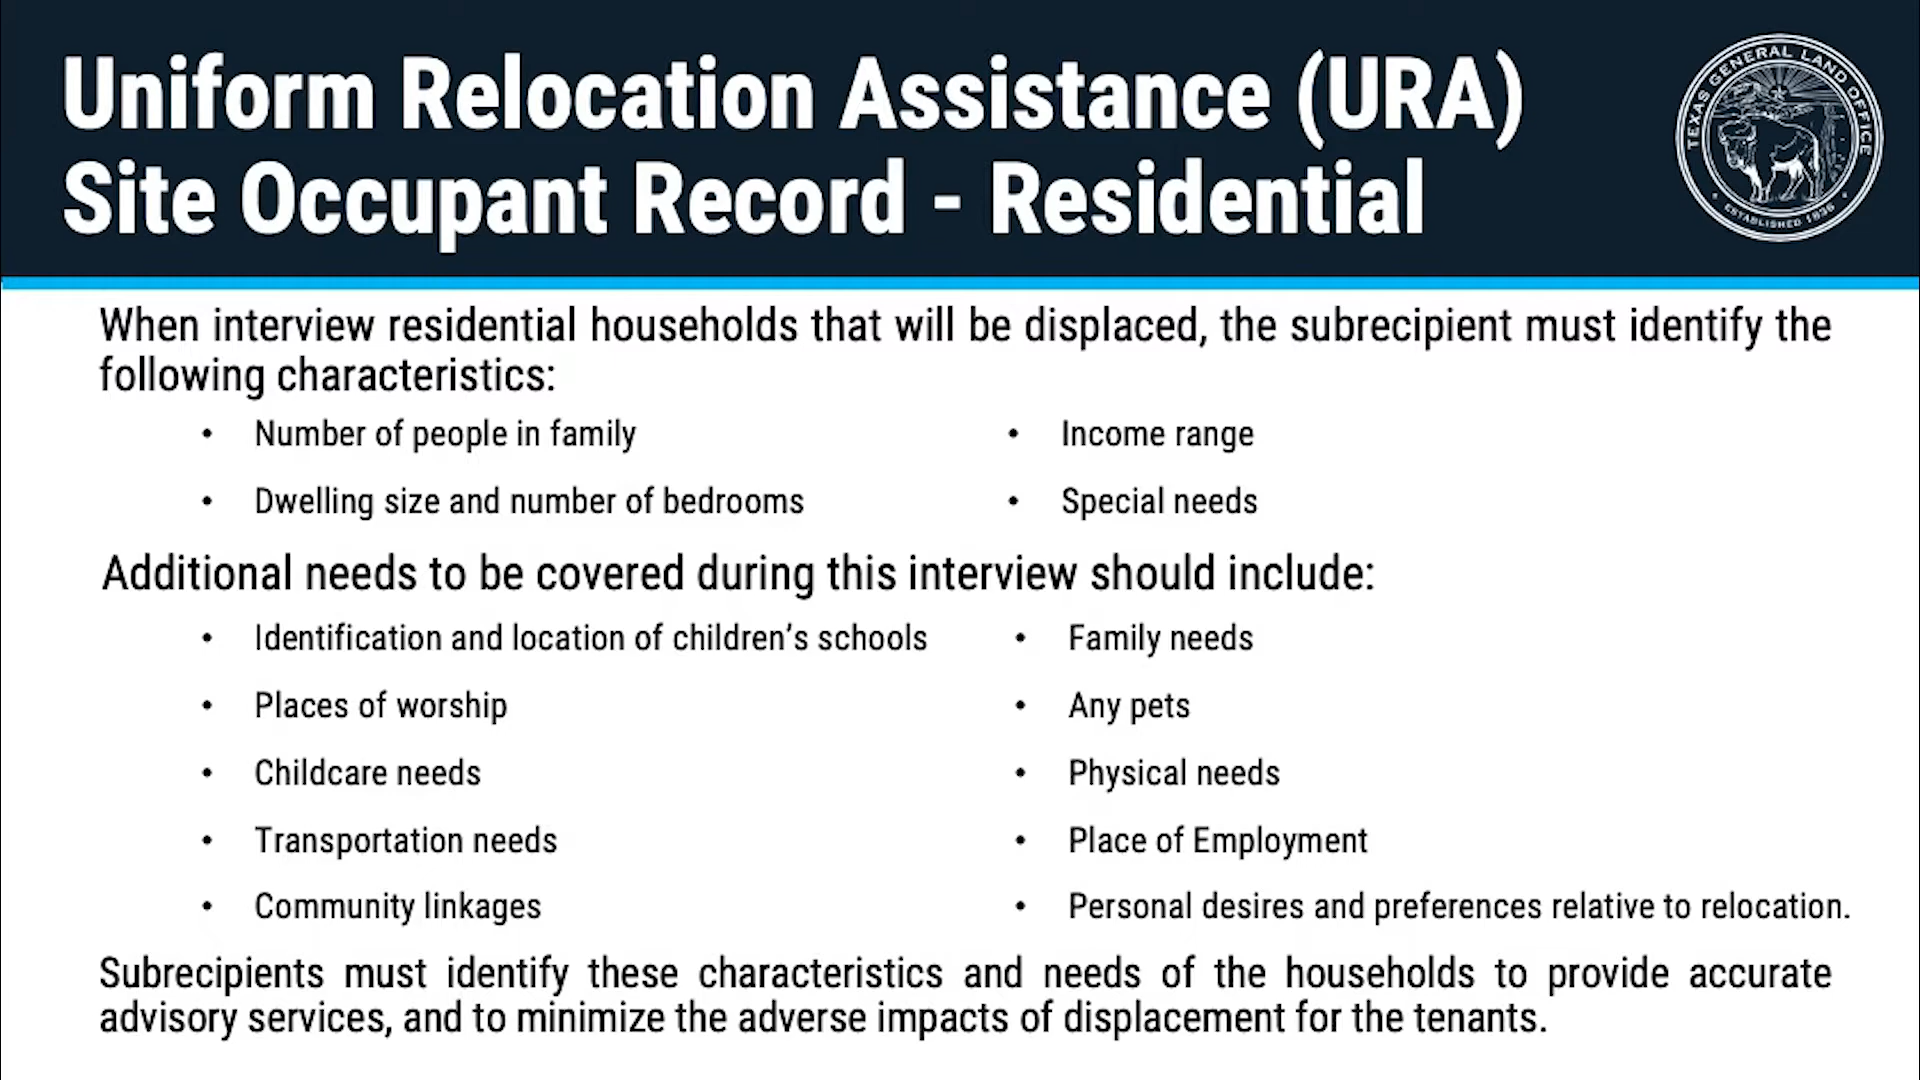 Uniform Relocation Assistance (URA)
Site Occupant Record - Residential
TEXAS GENERAL LAND OFFICE
ESTABLISHED 1836
When interview residential households that will be displaced, the subrecipient must identify the
following characteristics:
• Number of people in family
• Dwelling size and number of bedrooms
• Income range
• Special needs
Additional needs to be covered during this interview should include:
• Identification and location of children’s schools
• Places of worship
• Childcare needs
• Transportation needs
• Community linkages
• Family needs
• Any pets
• Physical needs
• Place of Employment
• Personal desires and preferences relative to relocation.
Subrecipients must identify these characteristics and needs of the households to provide accurate
advisory services, and to minimize the adverse impacts of displacement for the tenants.